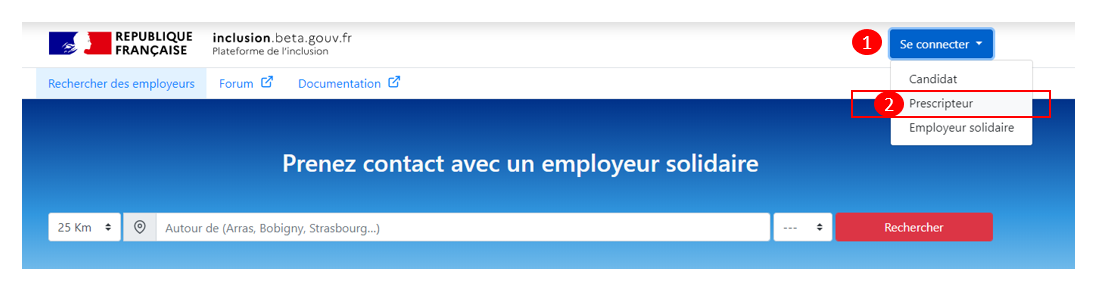 REPUBLIQUE
FRANÇAISE
inclusion.beta.gouv.fr
Plateforme de l'inclusion
1
Se connecter
Rechercher des employeurs
Forum
Documentation
Candidat
2
Prescripteur
Employeur solidaire
Prenez contact avec un employeur solidaire
25 Km
Autour de (Arras, Bobigny, Strasbourg...)
---
Rechercher